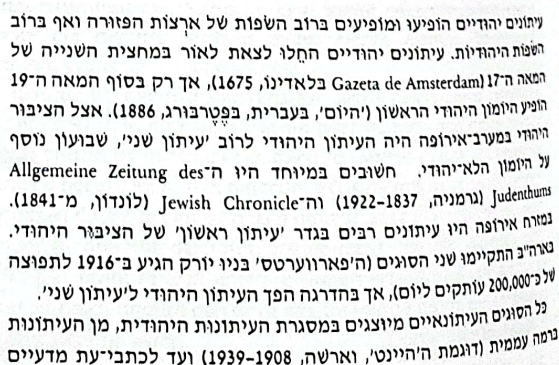 עיתונים יהודיים הופיעו ומופיעים ברוב השפות של ארצות הפזורה ואף ברוב
השפות היהודיות. עיתונים יהודיים החלו לצאת לאור במחצית השנייה של
המאה ה־17 (Gazeta de Amsterdam בלאדינו, 1675), אך רק בסוף המאה ה־19
הופיע היומון היהודי הראשון ('היום', בעברית, בפֶּטֶרבורג, 1886). אצל הציבור
היהודי במערב־אירופה היה העיתון היהודי לרוב 'עיתון שני', שבועון נוסף
על היומון הלא־יהודי. חשובים במיוחד היו ה־Allgemeine Zeitung des
Judenthums (גרמניה, 1837–1922) וה־Jewish Chronicle (לונדון, מ־1841).
במזרח אירופה היו עיתונים רבים בגדר 'עיתון ראשון' של הציבור היהודי.
בארה"ב התקיימו שני הסוגים (ה'פארווערטס' בניו יורק הגיע ב־1916 לתפוצה
של כ־200,000 עותקים ליום), אך בהדרגה הפך העיתון היהודי ל'עיתון שני'.
כל הסוגים העיתונאיים מיוצגים במסגרת העיתונות היהודית, מן העיתונות
ברמה עממית (דוגמת ה'היינט', וארשה, 1908–1939) ועד לכתבי־עת מדעיים